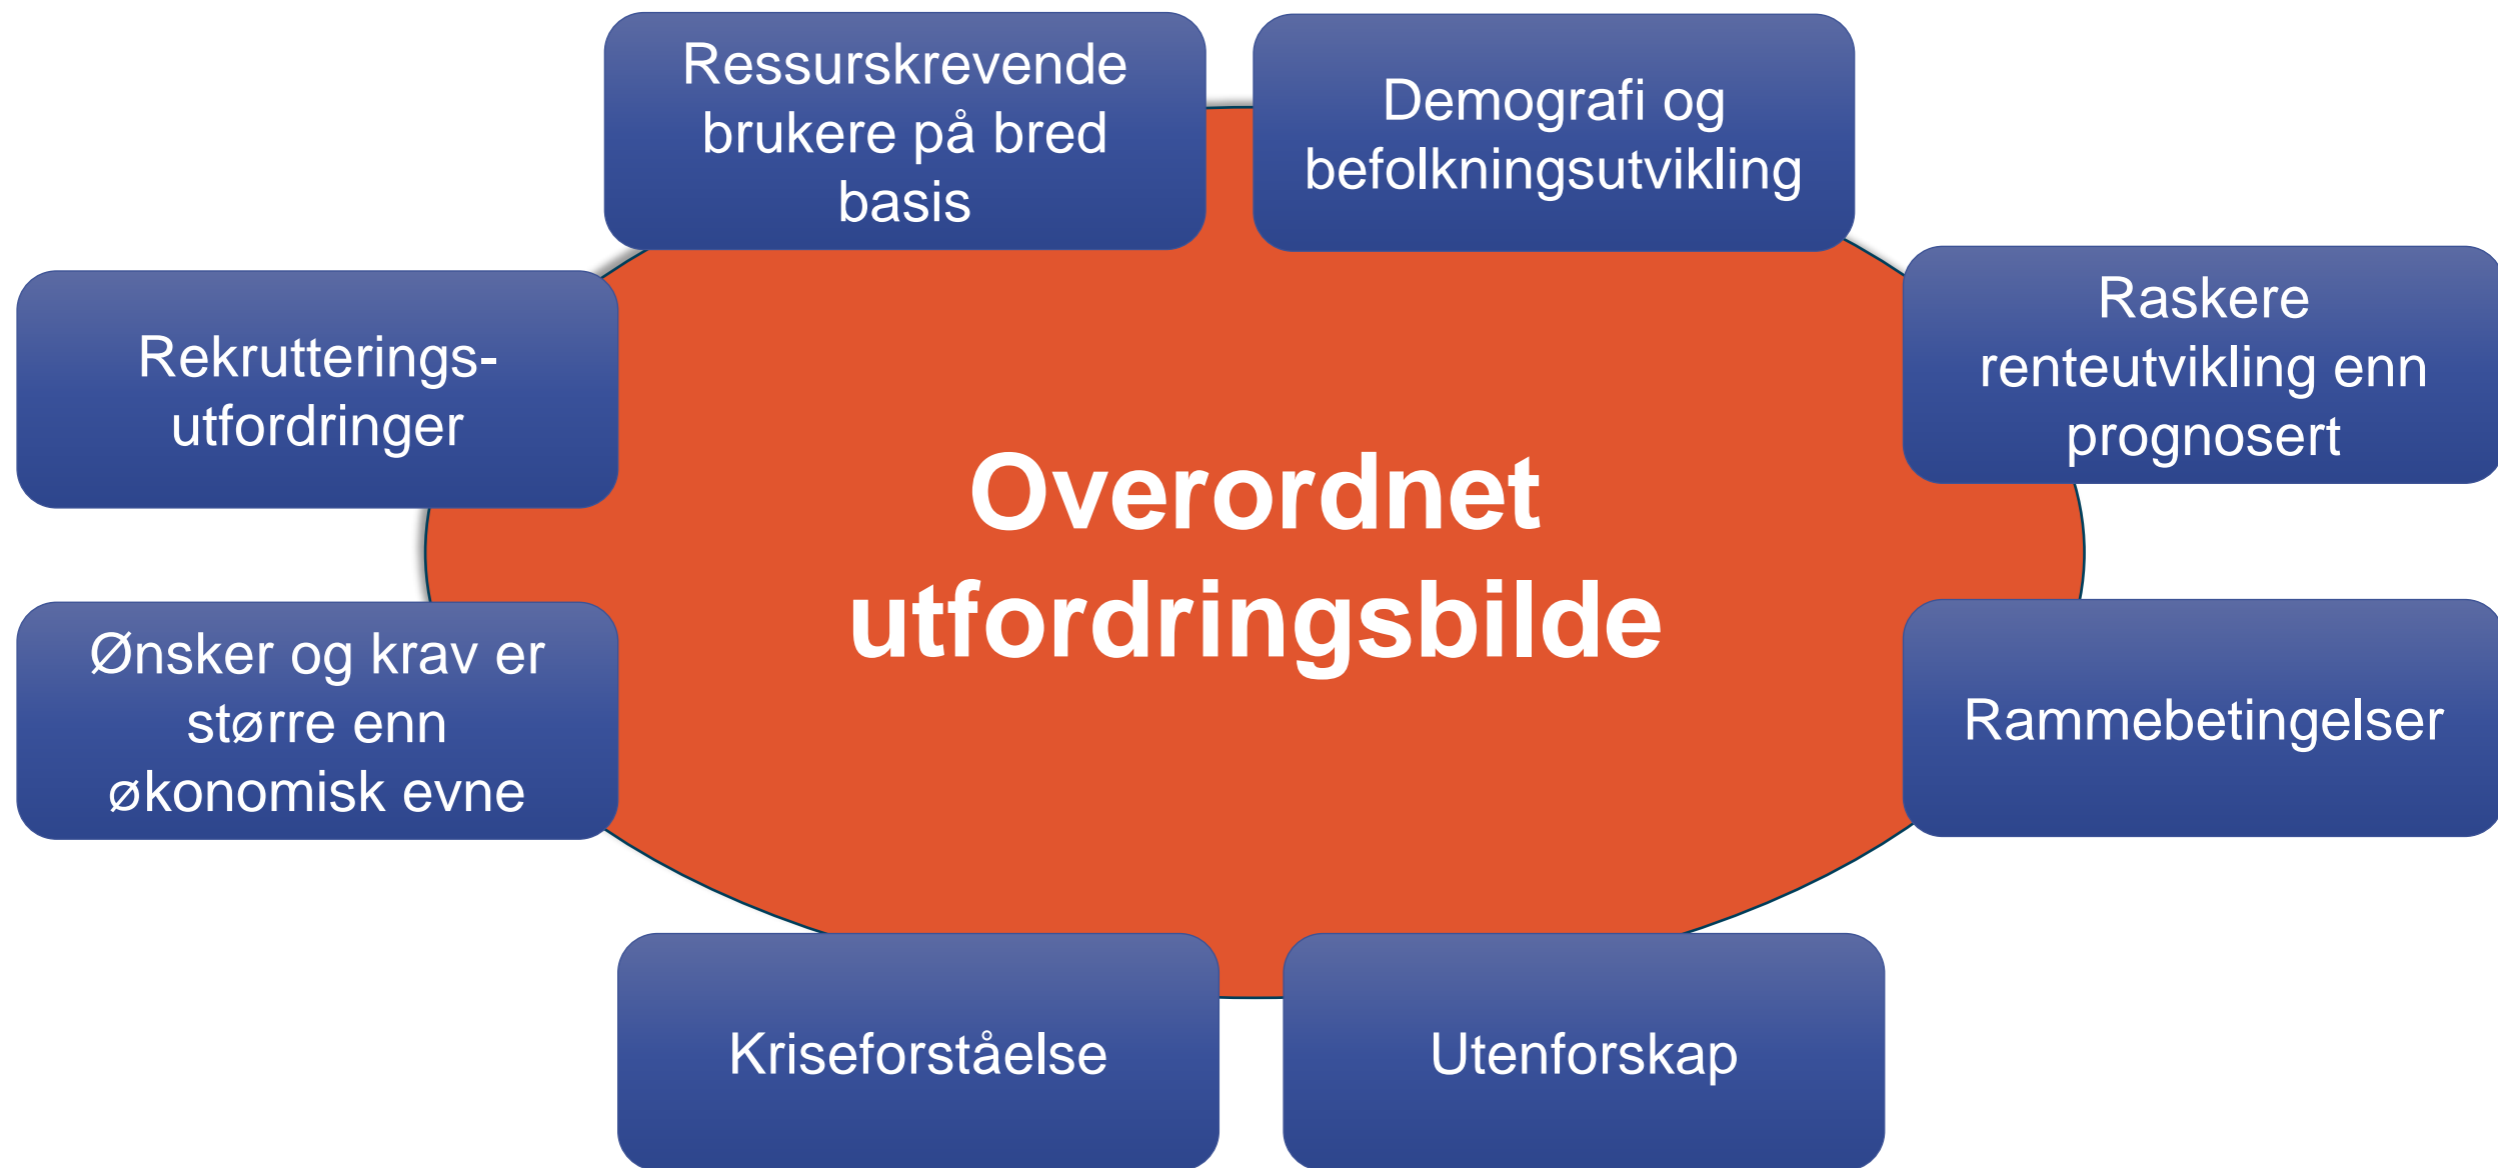 Ressurskrevende
brukere på bred
basis
Demografi og
befolkningsutvikling
Rekrutterings-
utfordringer
Raskere
renteutvikling enn
prognosert
Overordnet
utfordringsbilde
Ønsker og krav er
større enn
økonomisk evne
Rammebetingelser
Kriseforståelse
Utenforskap